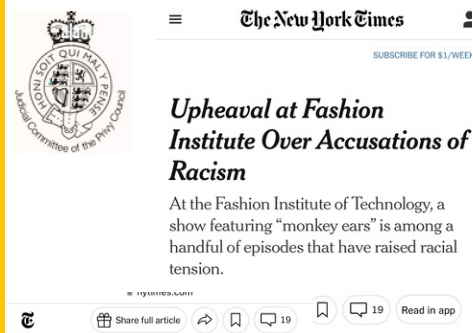 HONI SOIT QUI MAL Y PENSE
Judicial Committee of the Privy Council
The New York Times
SUBSCRIBE FOR $1/WEEK
Upheaval at Fashion
Institute Over Accusations of
Racism
At the Fashion Institute of Technology, a
show featuring “monkey ears” is among a
handful of episodes that have raised racial
tension.
nytimes.com
Share full article
19
19
Read in app